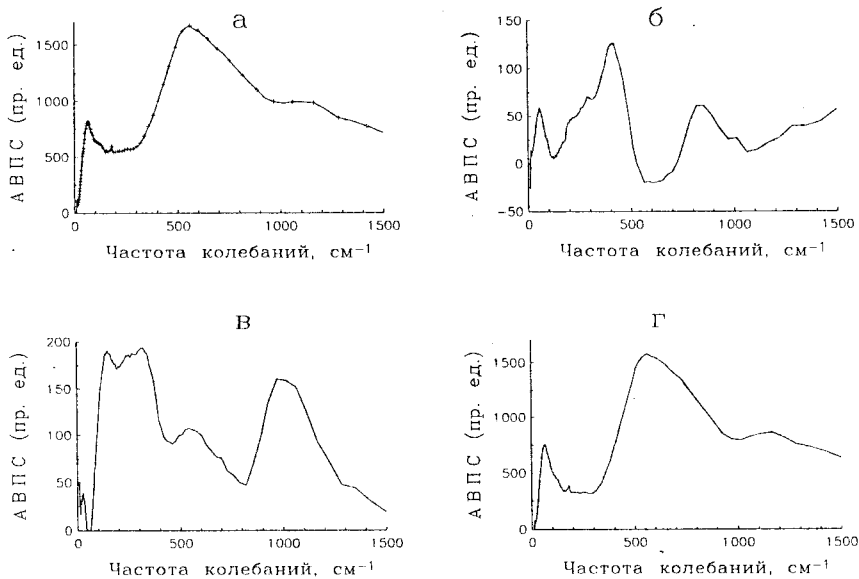 а
АВПС (пр. ед.)
1500
1000
500
0
0 500 1000 1500
Частота колебаний, см⁻¹
б
АВПС (пр. ед.)
150
100
50
0
−50
0 500 1000 1500
Частота колебаний, см⁻¹
в
АВПС (пр. ед.)
200
150
100
50
0
0 500 1000 1500
Частота колебаний, см⁻¹
г
АВПС (пр. ед.)
1500
1000
500
0
0 500 1000 1500
Частота колебаний, см⁻¹